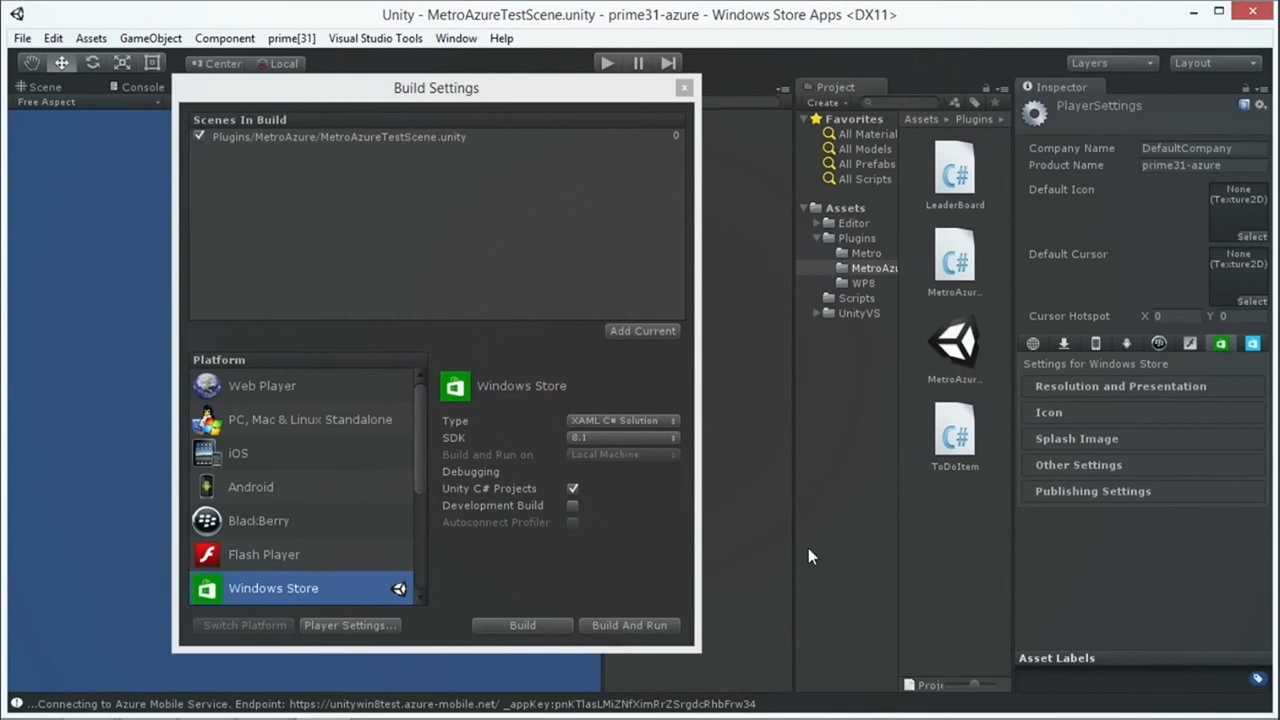 Unity - MetroAzureTestScene.unity - prime31-azure - Windows Store Apps <DX11>
File Edit Assets GameObject Component prime[31] Visual Studio Tools Window Help
Center Local Layers Layout
Scene Console
Free Aspect
Build Settings
Scenes In Build
Plugins/MetroAzure/MetroAzureTestScene.unity 0
Add Current
Platform
Web Player
PC, Mac & Linux Standalone
iOS
Android
BlackBerry
Flash Player
Windows Store
Windows Store
Type XAML C# Solution
SDK 8.1
Build and Run on Local Machine
Debugging
Unity C# Projects
Development Build
Autoconnect Profiler
Switch Platform Player Settings... Build Build And Run
Project
Create
Favorites
All Material
All Models
All Prefabs
All Scripts
Assets
Editor
Plugins
Metro
MetroAzu
WP8
Scripts
UnityVS
Assets Plugins
C#
LeaderBoard
C#
MetroAzur...
MetroAzur...
C#
ToDoItem
Proje
Inspector
PlayerSettings
Company Name DefaultCompany
Product Name prime31-azure
Default Icon None
(Texture2D)
Select
Default Cursor None
(Texture2D)
Select
Cursor Hotspot X 0 Y 0
Settings for Windows Store
Resolution and Presentation
Icon
Splash Image
Other Settings
Publishing Settings
Asset Labels
...Connecting to Azure Mobile Service. Endpoint: https://unitywin8test.azure-mobile.net/ _appKey:pnKTlasLMiZNfXimRrZSrgdcRhbFrw34